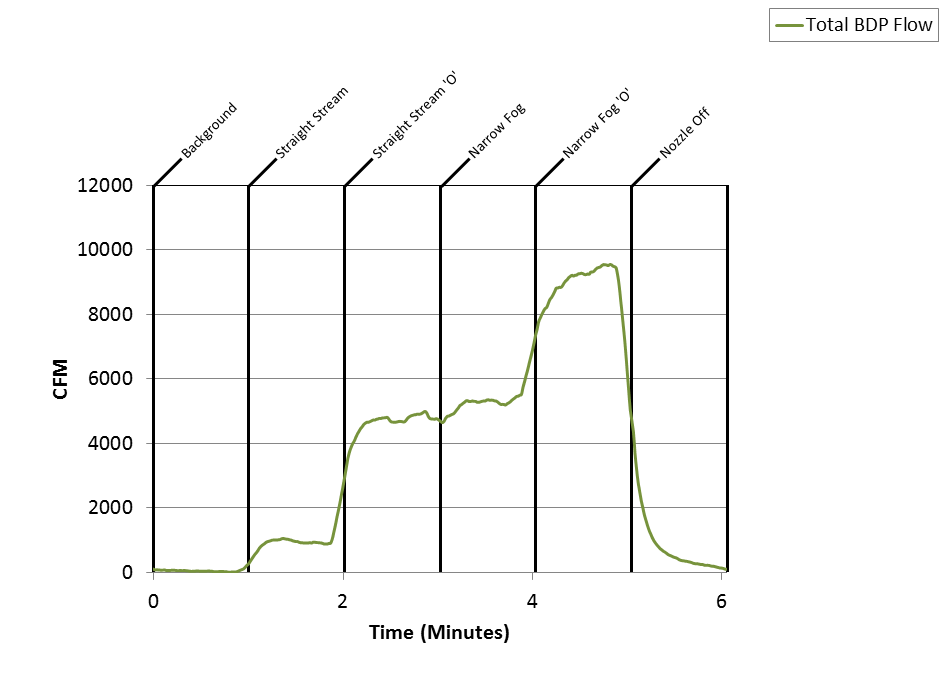 Total BDP Flow
Background
Straight Stream
Straight Stream 'O'
Narrow Fog
Narrow Fog 'O'
Nozzle Off
12000
10000
8000
6000
4000
2000
0
CFM
0 2 4 6
Time (Minutes)